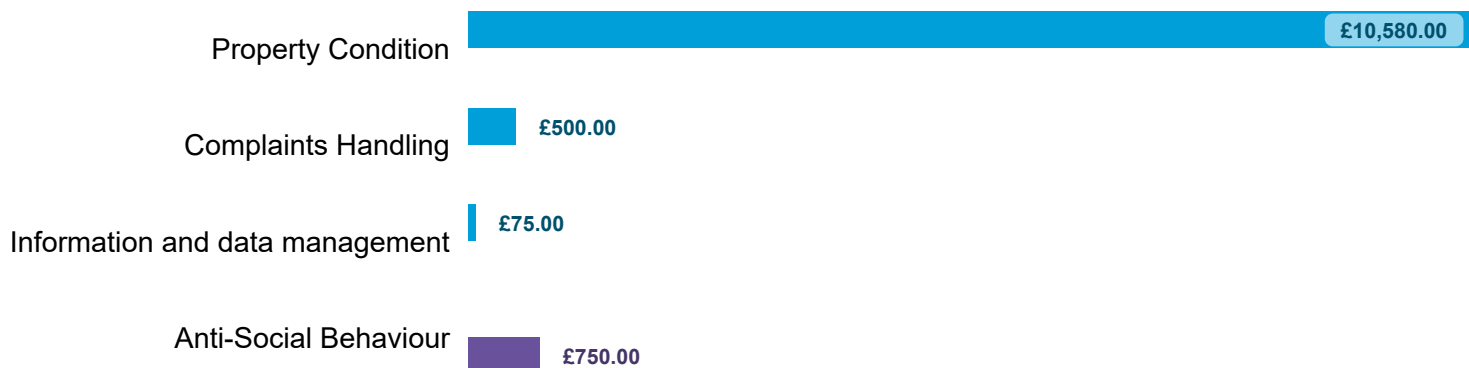 Property Condition
£10,580.00
Complaints Handling
£500.00
Information and data management
£75.00
Anti-Social Behaviour
£750.00